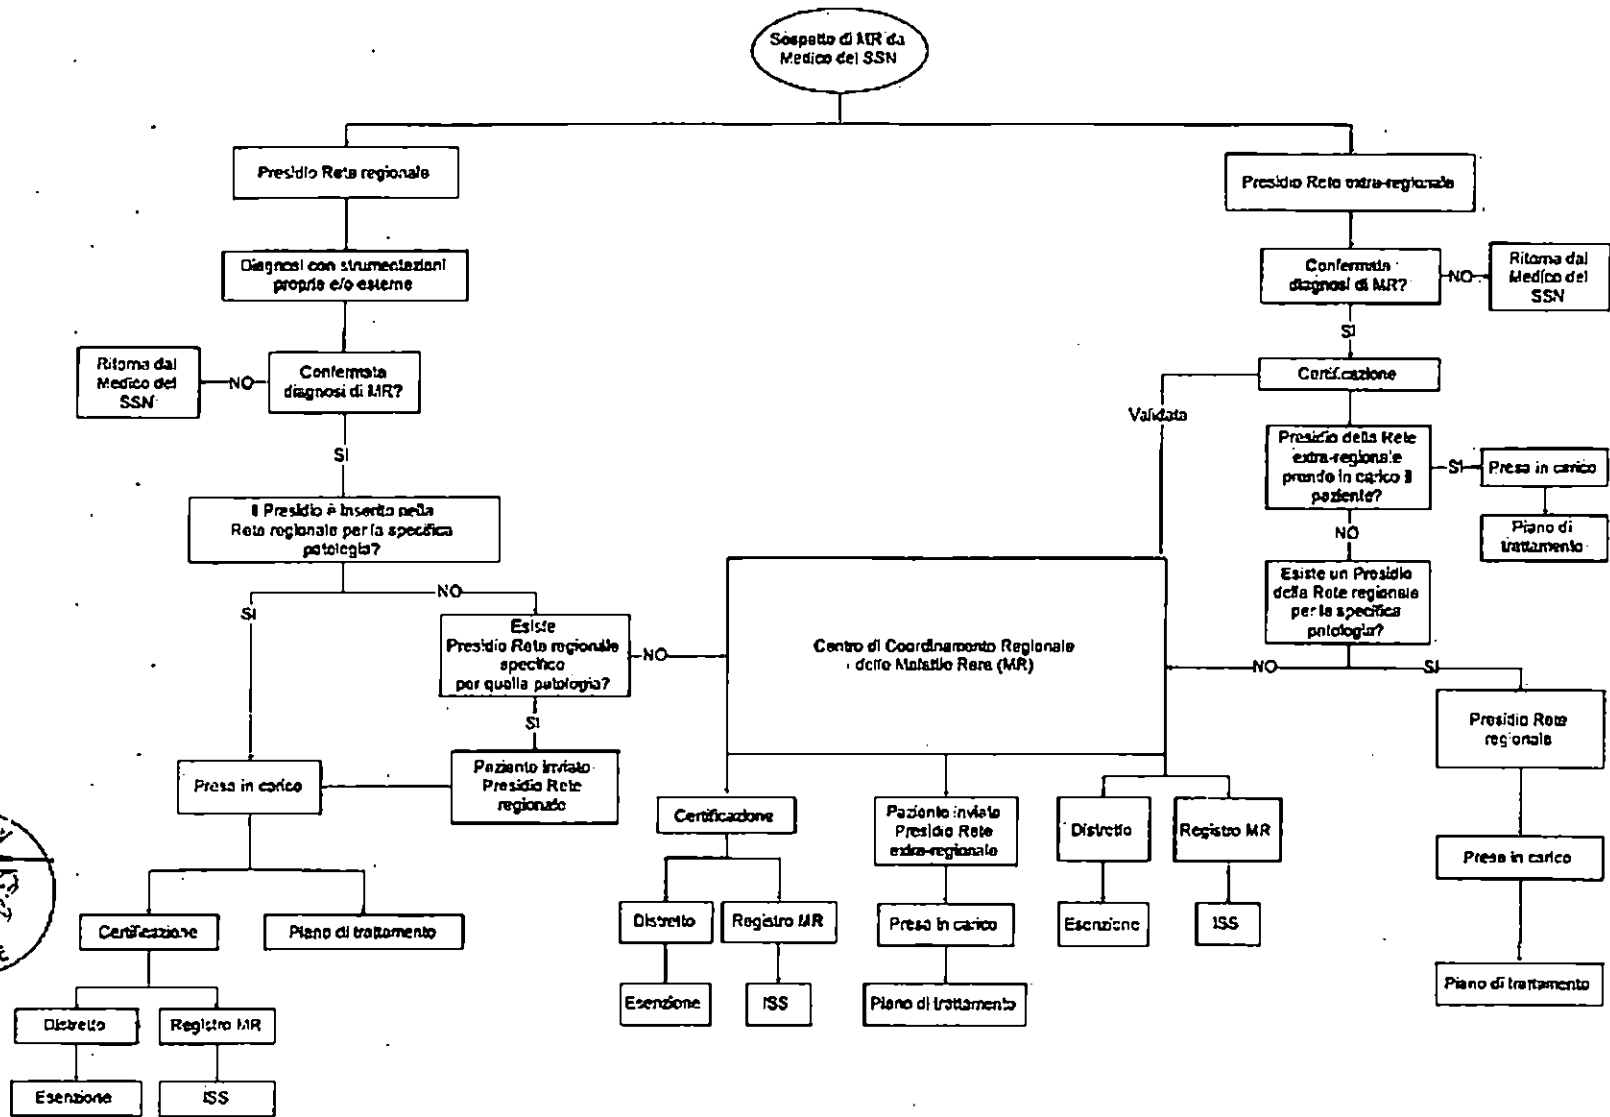 Sospetto di MR da
Medico del SSN
Presidio Rete regionale
Presidio Rete extra-regionale
Diagnosi con strumentazioni
proprie e/o esterne
Confermata
diagnosi di MR?
NO
Ritorna dal
Medico del
SSN
Ritorna dal
Medico del
SSN
NO
Confermata
diagnosi di MR?
SI
Certificazione
Validata
SI
Presidio della Rete
extra-regionale
prende in carico il
paziente?
SI
Presa in carico
Piano di
trattamento
Il Presidio è inserito nella
Rete regionale per la specifica
patologia?
NO
Esiste un Presidio
della Rete regionale
per la specifica
patologia?
SI
NO
Esiste
Presidio Rete regionale
specifico
per quella patologia?
NO
Centro di Coordinamento Regionale
delle Malattie Rare (MR)
NO
SI
Presidio Rete
regionale
SI
Presa in carico
Paziente inviato
Presidio Rete
regionale
Certificazione
Paziente inviato
Presidio Rete
extra-regionale
Distretto
Registro MR
Presa in carico
Certificazione
Piano di trattamento
Distretto
Registro MR
Presa in carico
Esenzione
ISS
Piano di trattamento
Esenzione
ISS
Piano di trattamento
Distretto
Registro MR
Esenzione
ISS